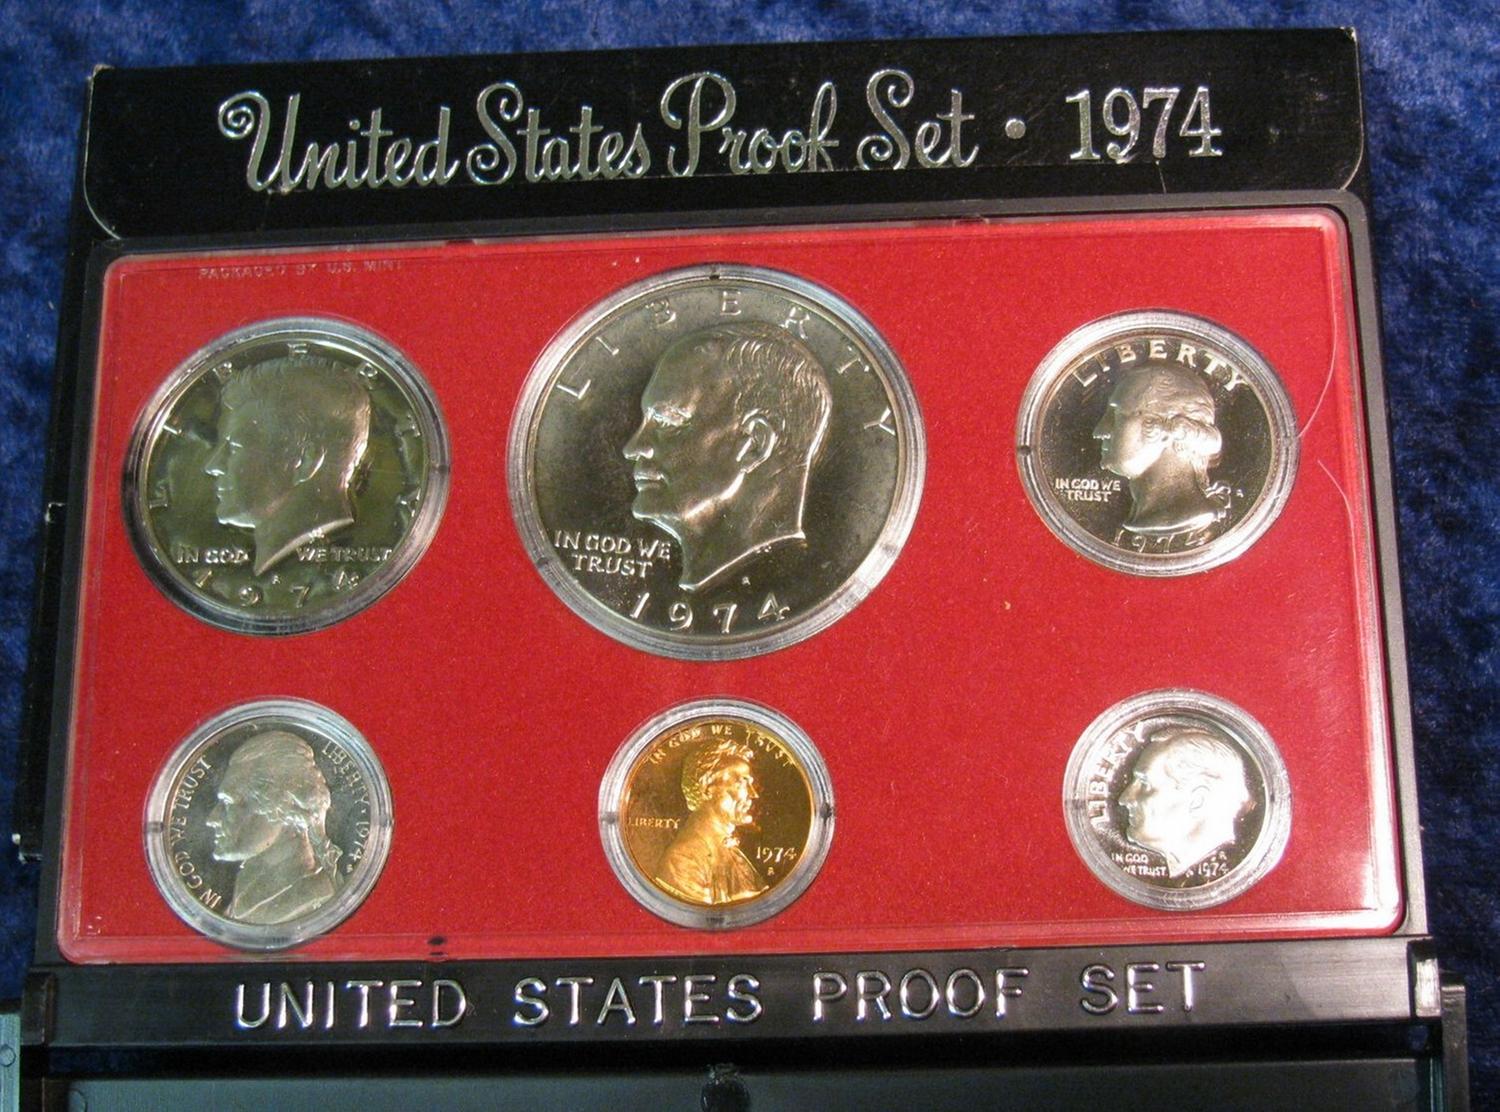 United States Proof Set • 1974
PACKAGED BY U.S. MINT
LIBERTY
IN GOD WE TRUST
1974
LIBERTY
IN GOD WE
TRUST
1974
LIBERTY
IN GOD WE
TRUST
1974
IN GOD WE TRUST
LIBERTY 1974
IN GOD WE TRUST
LIBERTY
1974
LIBERTY
IN GOD
WE TRUST
1974
UNITED STATES PROOF SET